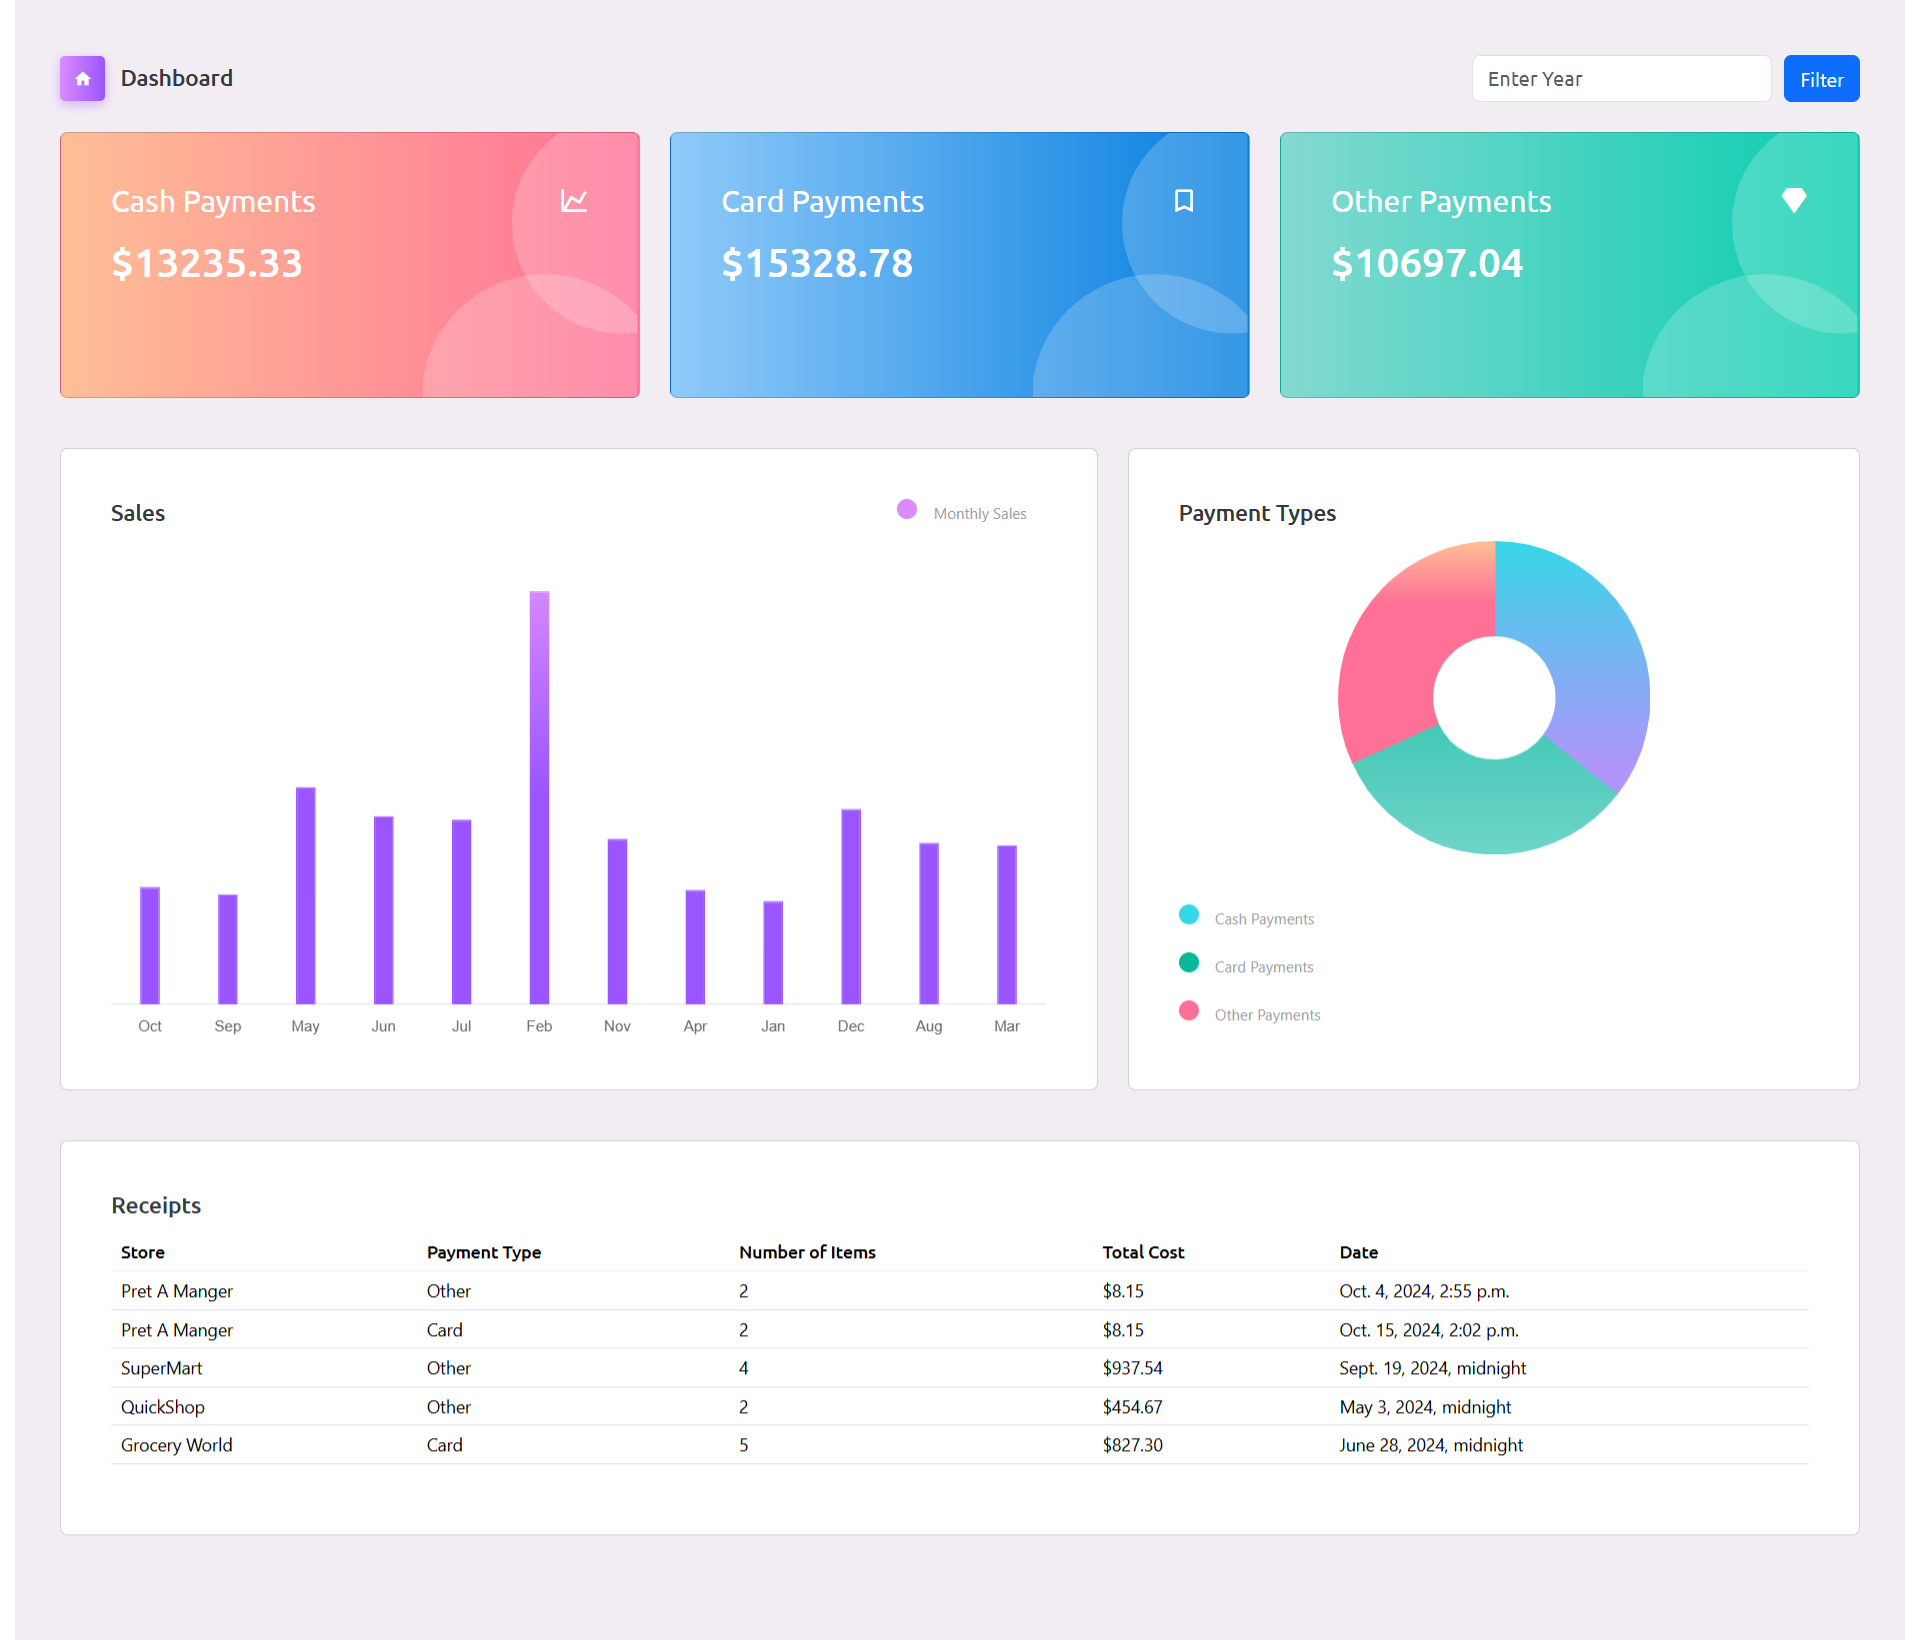 Dashboard
Enter Year
Filter
Cash Payments
$13235.33
Card Payments
$15328.78
Other Payments
$10697.04
Sales
Monthly Sales
Oct Sep May Jun Jul Feb Nov Apr Jan Dec Aug Mar
Payment Types
Cash Payments
Card Payments
Other Payments
Receipts
Store Payment Type Number of Items Total Cost Date
Pret A Manger Other 2 $8.15 Oct. 4, 2024, 2:55 p.m.
Pret A Manger Card 2 $8.15 Oct. 15, 2024, 2:02 p.m.
SuperMart Other 4 $937.54 Sept. 19, 2024, midnight
QuickShop Other 2 $454.67 May 3, 2024, midnight
Grocery World Card 5 $827.30 June 28, 2024, midnight